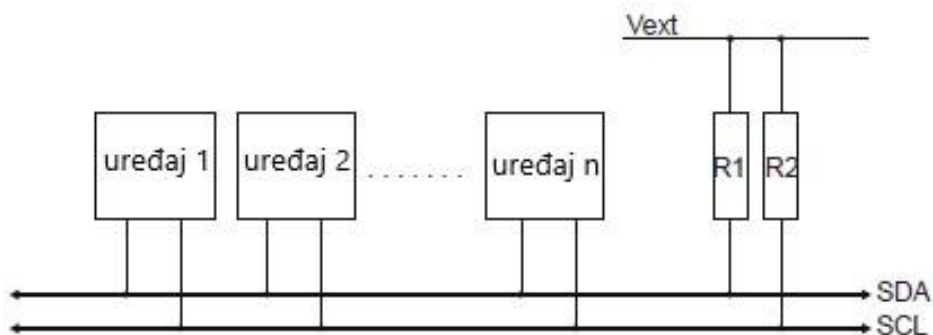 Vext
uređaj 1
uređaj 2
.......
uređaj n
R1
R2
SDA
SCL